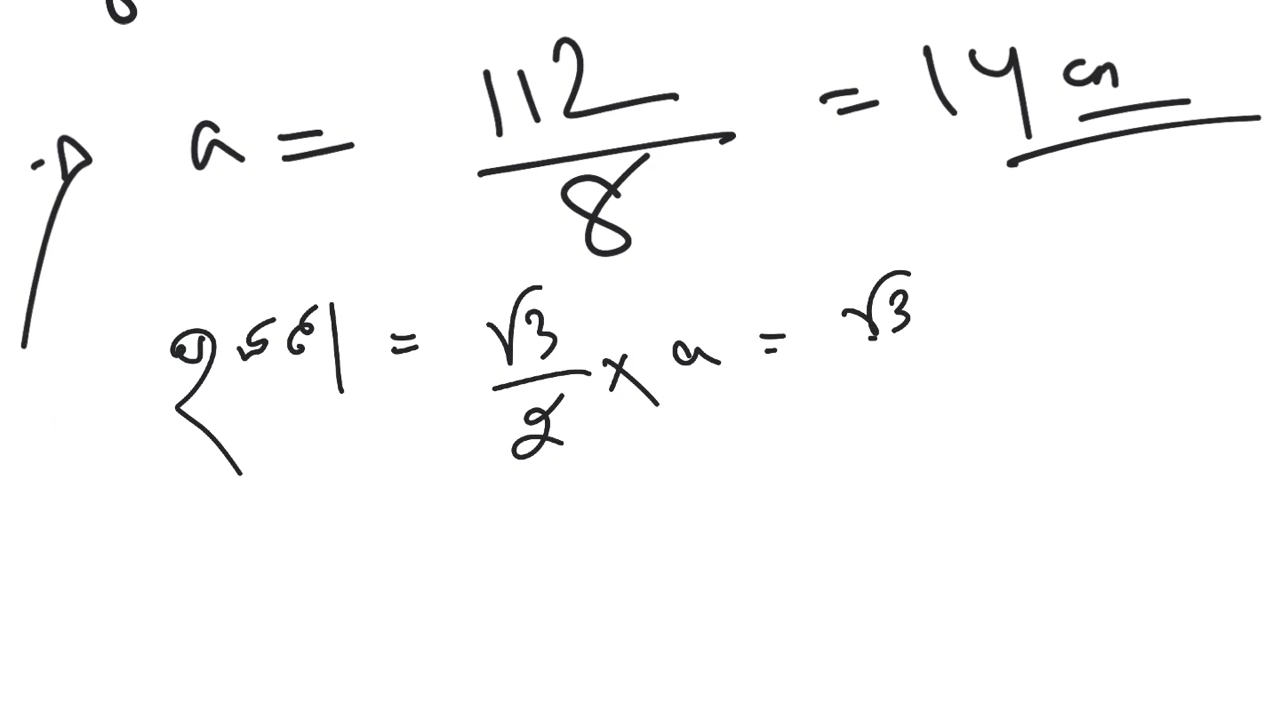 a = 112/8 = 14 cm
উচ্চতা = √3/2 × a = √3